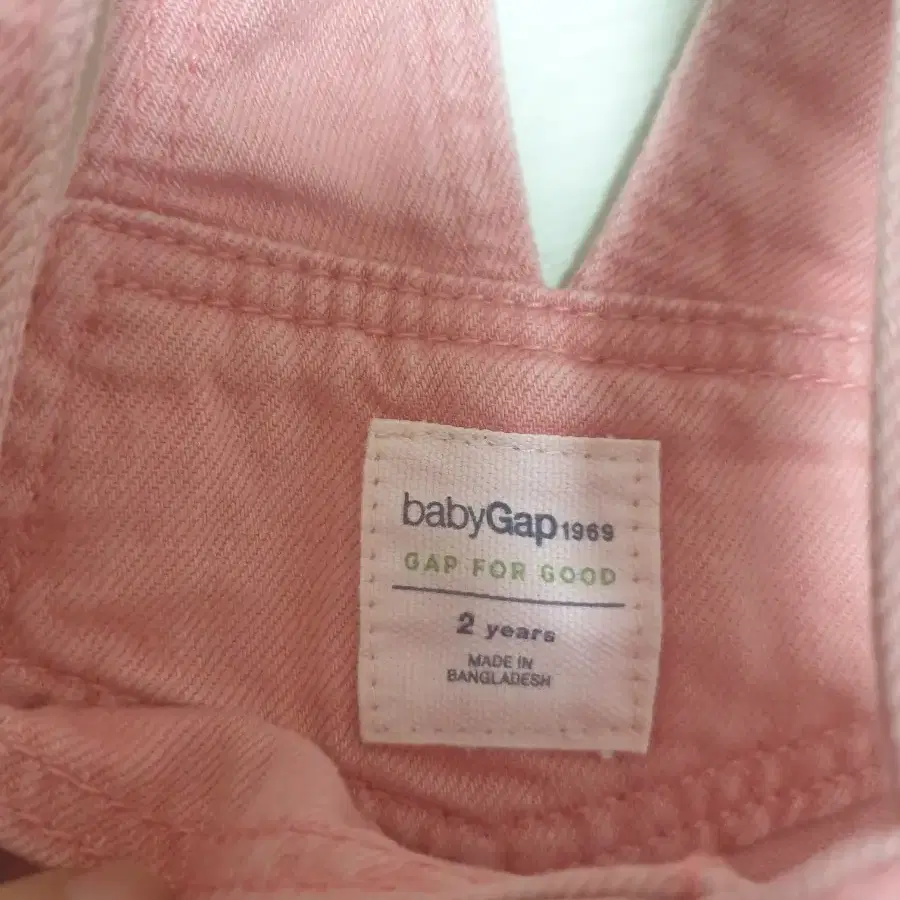 babyGap1969
GAP FOR GOOD
2 years
MADE IN
BANGLADESH